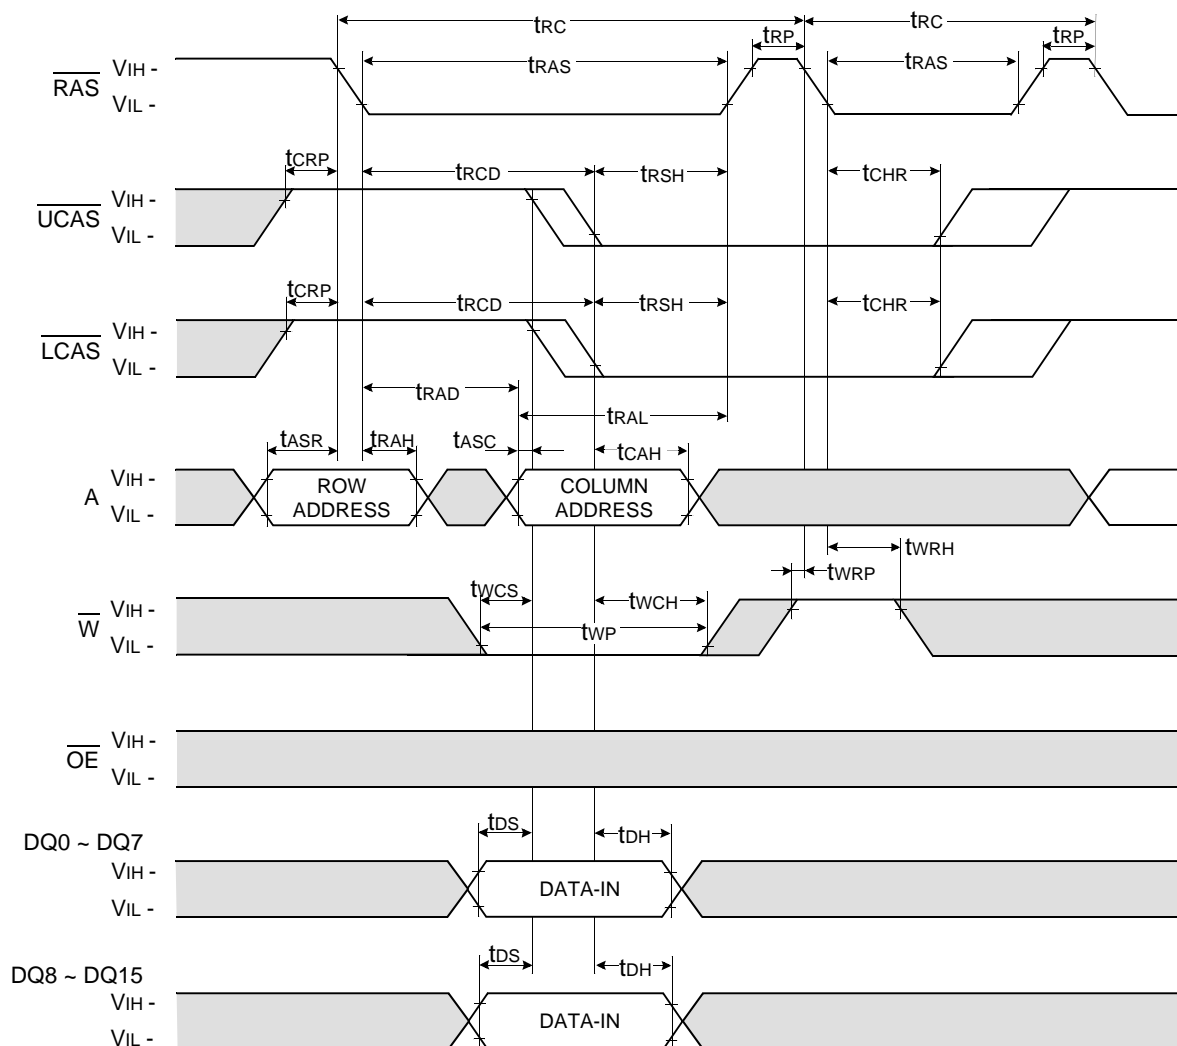 tRC
tRC
tRP
tRP
RAS
VIH -
VIL -
tRAS
tRAS
tCRP
tRCD
tRSH
tCHR
UCAS
VIH -
VIL -
tCRP
tRCD
tRSH
tCHR
LCAS
VIH -
VIL -
tRAD
tRAL
tASR
tRAH
tASC
tCAH
A
VIH -
VIL -
ROW
ADDRESS
COLUMN
ADDRESS
tWRH
tWRP
tWCS
tWCH
W
VIH -
VIL -
tWP
OE
VIH -
VIL -
tDS
tDH
DQ0 ~ DQ7
VIH -
VIL -
DATA-IN
tDS
tDH
DQ8 ~ DQ15
VIH -
VIL -
DATA-IN